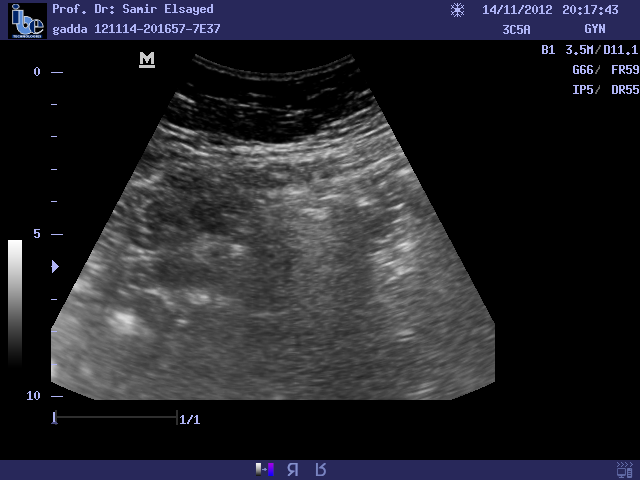 Prof. Dr: Samir Elsayed
gadda 121114-201657-7E37
14/11/2012 20:17:43
3C5A GYN
B1 3.5M/D11.1
G66/ FR59
IP5/ DR55
M
0
5
10
1/1